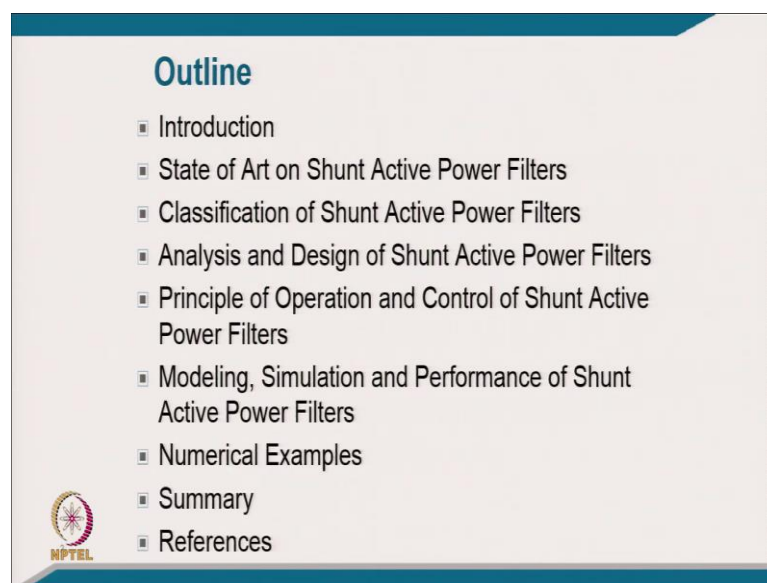 Outline
Introduction
State of Art on Shunt Active Power Filters
Classification of Shunt Active Power Filters
Analysis and Design of Shunt Active Power Filters
Principle of Operation and Control of Shunt Active
Power Filters
Modeling, Simulation and Performance of Shunt
Active Power Filters
Numerical Examples
Summary
References
NPTEL